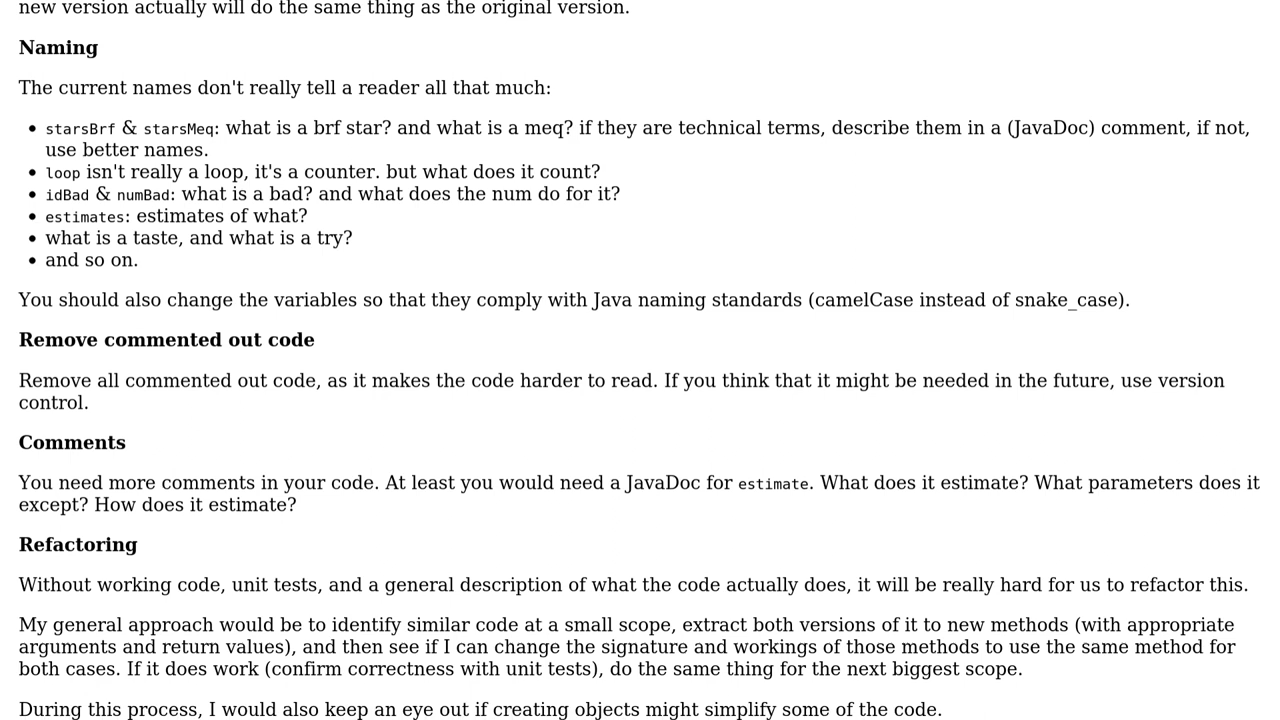 new version actually will do the same thing as the original version.
Naming
The current names don't really tell a reader all that much:
• starsBrf & starsMeq: what is a brf star? and what is a meq? if they are technical terms, describe them in a (JavaDoc) comment, if not,
use better names.
• loop isn't really a loop, it's a counter. but what does it count?
• idBad & numBad: what is a bad? and what does the num do for it?
• estimates: estimates of what?
• what is a taste, and what is a try?
• and so on.
You should also change the variables so that they comply with Java naming standards (camelCase instead of snake_case).
Remove commented out code
Remove all commented out code, as it makes the code harder to read. If you think that it might be needed in the future, use version
control.
Comments
You need more comments in your code. At least you would need a JavaDoc for estimate. What does it estimate? What parameters does it
except? How does it estimate?
Refactoring
Without working code, unit tests, and a general description of what the code actually does, it will be really hard for us to refactor this.
My general approach would be to identify similar code at a small scope, extract both versions of it to new methods (with appropriate
arguments and return values), and then see if I can change the signature and workings of those methods to use the same method for
both cases. If it does work (confirm correctness with unit tests), do the same thing for the next biggest scope.
During this process, I would also keep an eye out if creating objects might simplify some of the code.